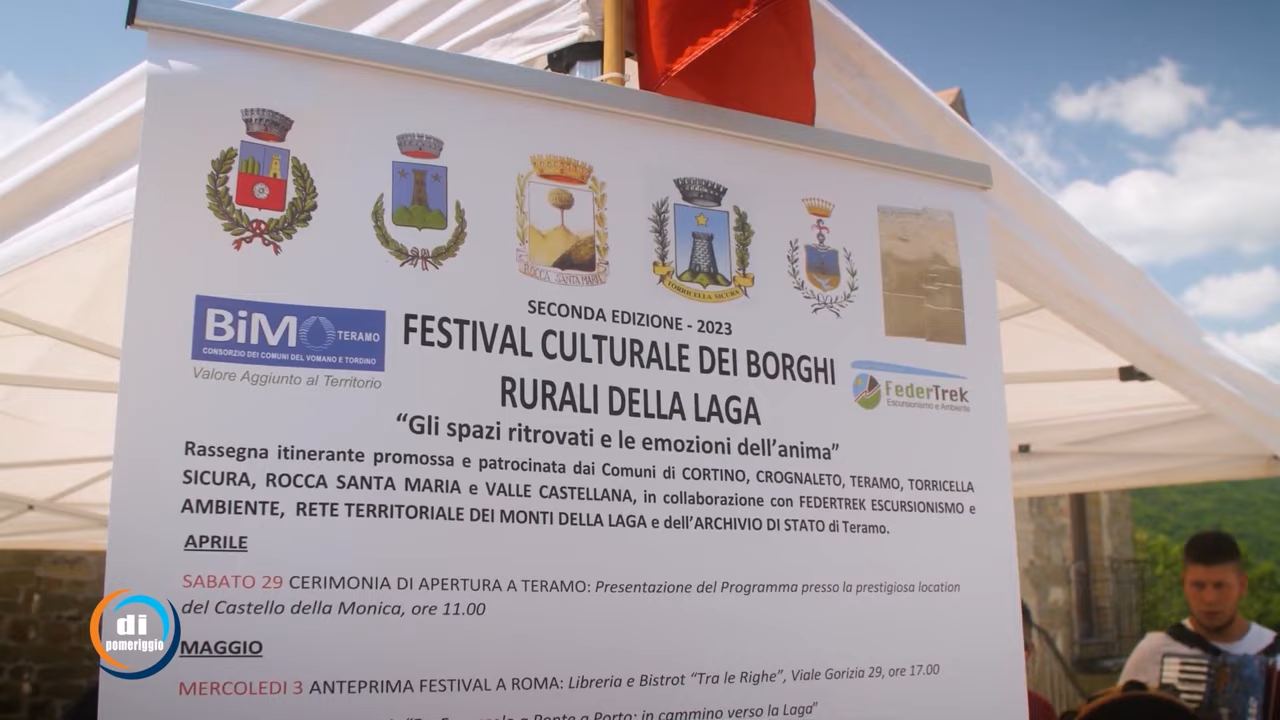 ROCCA SANTA MARIA
TORRICELLA SICURA
SECONDA EDIZIONE - 2023
BiM TERAMO
CONSORZIO DEI COMUNI DEL VOMANO E TORDINO
Valore Aggiunto al Territorio
FESTIVAL CULTURALE DEI BORGHI
RURALI DELLA LAGA
FederTrek
Escursionismo e Ambiente
“Gli spazi ritrovati e le emozioni dell’anima”
Rassegna itinerante promossa e patrocinata dai Comuni di CORTINO, CROGNALETO, TERAMO, TORRICELLA
SICURA, ROCCA SANTA MARIA e VALLE CASTELLANA, in collaborazione con FEDERTREK ESCURSIONISMO e
AMBIENTE, RETE TERRITORIALE DEI MONTI DELLA LAGA e dell’ARCHIVIO DI STATO di Teramo.
APRILE
SABATO 29 CERIMONIA DI APERTURA A TERAMO: Presentazione del Programma presso la prestigiosa location
del Castello della Monica, ore 11.00
MAGGIO
MERCOLEDI 3 ANTEPRIMA FESTIVAL A ROMA: Libreria e Bistrot “Tra le Righe”, Viale Gorizia 29, ore 17.00
a Ponte a Porto: in cammino verso la Laga”
di
pomeriggio